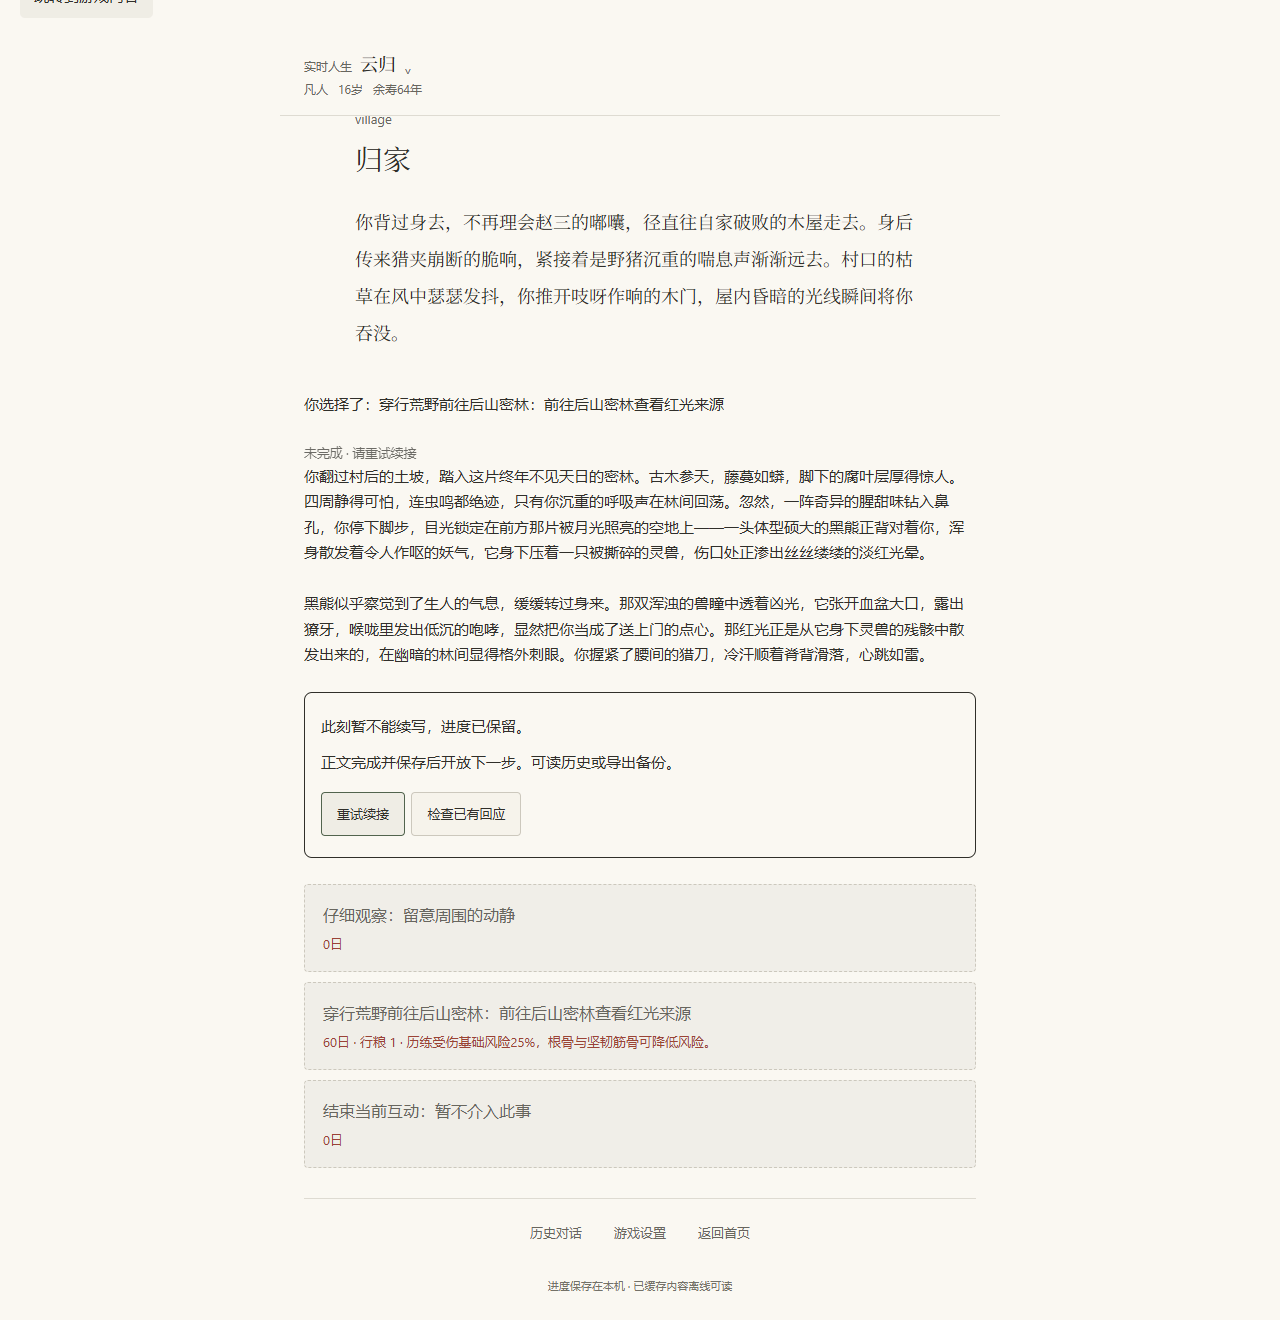 实时人生 云归 v
凡人 16岁 余寿64年
village
归家
你背过身去，不再理会赵三的嘟囔，径直往自家破败的木屋走去。身后
传来猎夹崩断的脆响，紧接着是野猪沉重的喘息声渐渐远去。村口的枯
草在风中瑟瑟发抖，你推开吱呀作响的木门，屋内昏暗的光线瞬间将你
吞没。
你选择了：穿行荒野前往后山密林：前往后山密林查看红光来源
未完成 · 请重试续接
你翻过村后的土坡，踏入这片终年不见天日的密林。古木参天，藤蔓如蟒，脚下的腐叶层厚得惊人。
四周静得可怕，连虫鸣都绝迹，只有你沉重的呼吸声在林间回荡。忽然，一阵奇异的腥甜味钻入鼻
孔，你停下脚步，目光锁定在前方那片被月光照亮的空地上——一头体型硕大的黑熊正背对着你，浑
身散发着令人作呕的妖气，它身下压着一只被撕碎的灵兽，伤口处正渗出丝丝缕缕的淡红光晕。
黑熊似乎察觉到了生人的气息，缓缓转过身来。那双浑浊的兽瞳中透着凶光，它张开血盆大口，露出
獠牙，喉咙里发出低沉的咆哮，显然把你当成了送上门的点心。那红光正是从它身下灵兽的残骸中散
发出来的，在幽暗的林间显得格外刺眼。你握紧了腰间的猎刀，冷汗顺着脊背滑落，心跳如雷。
此刻暂不能续写，进度已保留。
正文完成并保存后开放下一步。可读历史或导出备份。
重试续接 检查已有回应
仔细观察：留意周围的动静
0日
穿行荒野前往后山密林：前往后山密林查看红光来源
60日 · 行粮 1 · 历练受伤基础风险25%，根骨与坚韧筋骨可降低风险。
结束当前互动：暂不介入此事
0日
历史对话 游戏设置 返回首页
进度保存在本机 · 已缓存内容离线可读